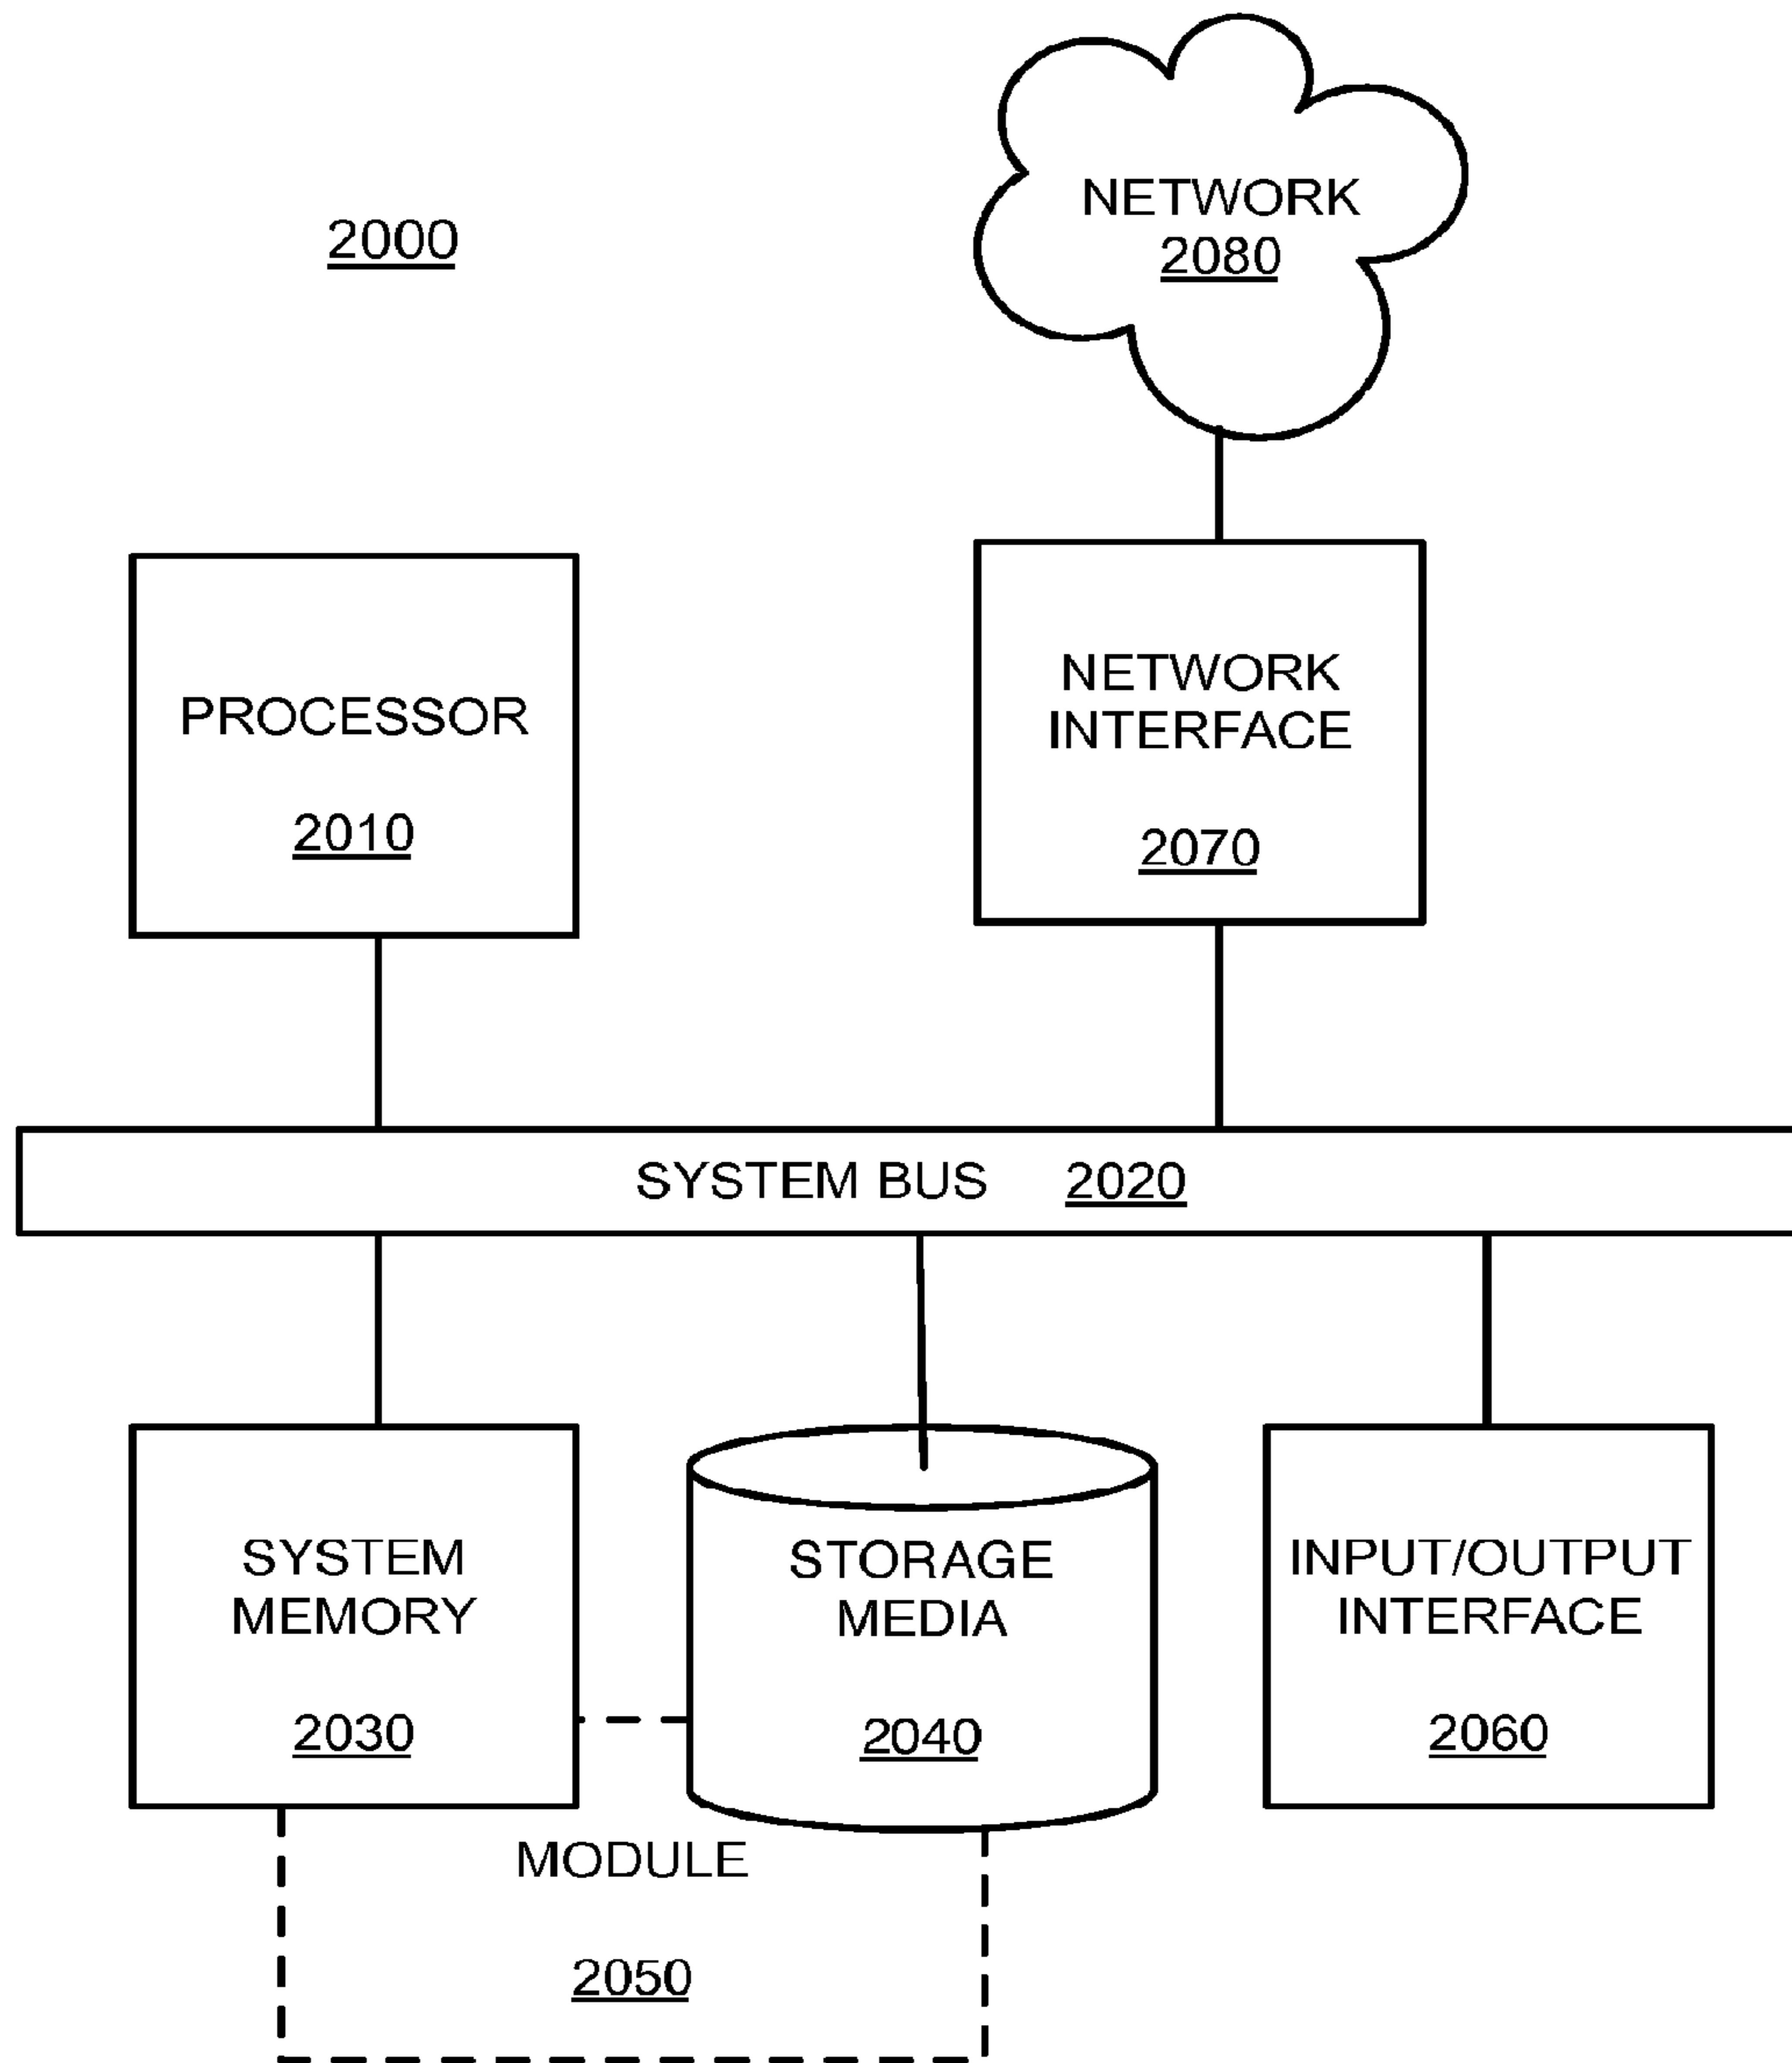 2000
NETWORK
2080
PROCESSOR
2010
NETWORK
INTERFACE
2070
SYSTEM BUS 2020
SYSTEM
MEMORY
2030
STORAGE
MEDIA
2040
INPUT/OUTPUT
INTERFACE
2060
MODULE
2050